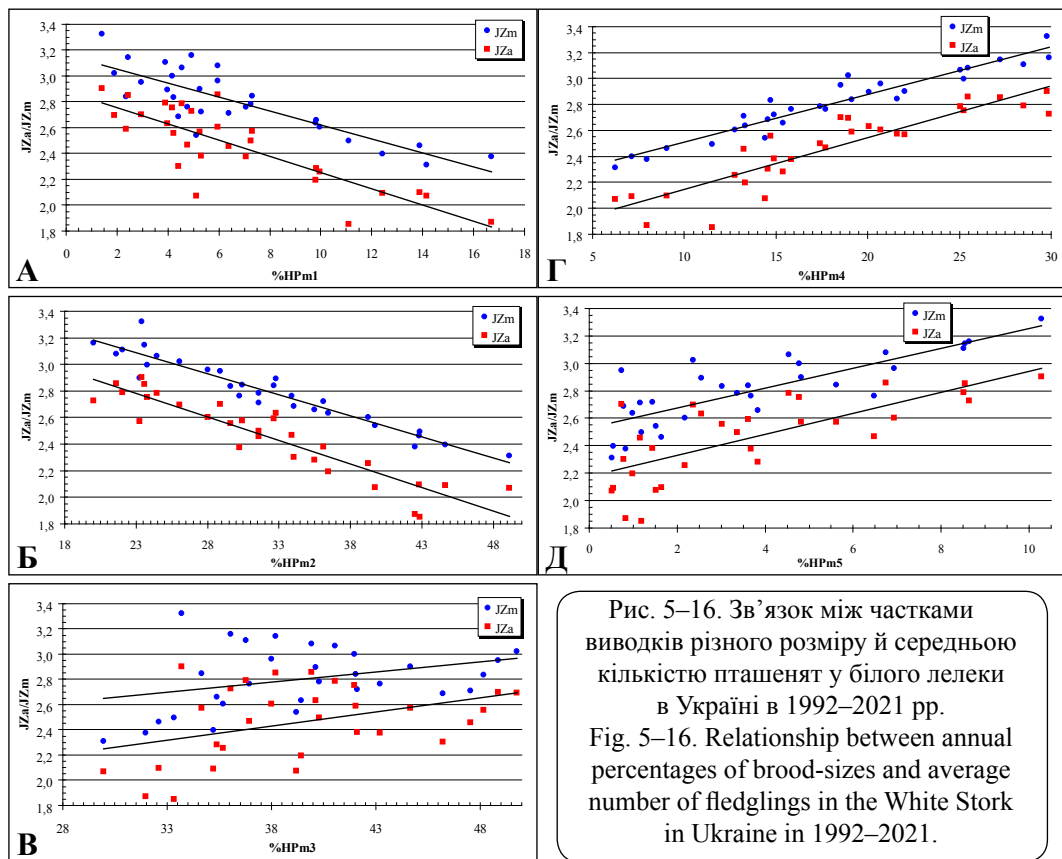 3,4
3,2
3,0
2,8
2,6
2,4
2,2
2,0
1,8
JZa/JZm
JZm
JZa
0 2 4 6 8 10 12 14 16 18
%HPm1
А
3,4
3,2
3,0
2,8
2,6
2,4
2,2
2,0
1,8
JZm
JZa
5 10 15 20 25 30
%HPm4
Г
3,4
3,2
3,0
2,8
2,6
2,4
2,2
2,0
1,8
JZa/JZm
JZm
JZa
18 23 28 33 38 43 48
%HPm2
Б
3,4
3,2
3,0
2,8
2,6
2,4
2,2
2,0
1,8
JZm
JZa
0 2 4 6 8 10
%HPm5
Д
3,4
3,2
3,0
2,8
2,6
2,4
2,2
2,0
1,8
JZa/JZm
JZm
JZa
28 33 38 43 48
%HPm3
В
Рис. 5–16. Зв’язок між частками
виводків різного розміру й середньою
кількістю пташенят у білого лелеки
в Україні в 1992–2021 рр.
Fig. 5–16. Relationship between annual
percentages of brood-sizes and average
number of fledglings in the White Stork
in Ukraine in 1992–2021.